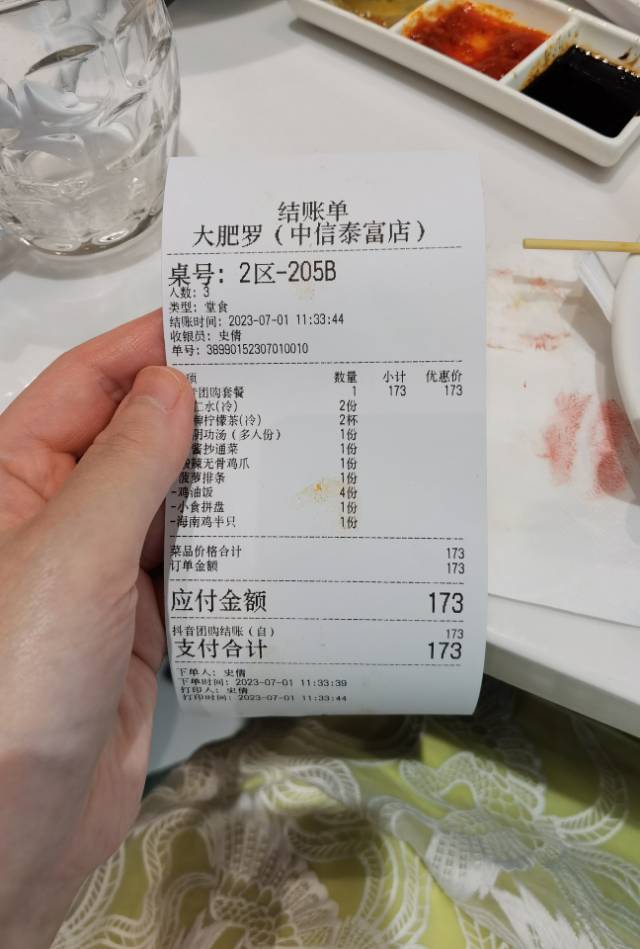 结账单
大肥罗（中信泰富店）
桌号: 2区-205B
人数: 3
类型: 堂食
结账时间: 2023-07-01 11:33:44
收银员: 史倩
单号: 38990152307010010
项 数量 小计 优惠价
团购套餐 1 173 173
仁水(冷) 2份
柠檬茶(冷) 2杯
阴功汤（多人份） 1份
酱抄通菜 1份
辣无骨鸡爪 1份
菠萝排条 1份
-鸡油饭 4份
-小食拼盘 1份
-海南鸡半只 1份
菜品价格合计 173
订单金额 173
应付金额 173
抖音团购结账（自） 173
支付合计 173
下单人: 史倩
下单时间: 2023-07-01 11:33:39
打印人: 史倩
打印时间: 2023-07-01 11:33:44